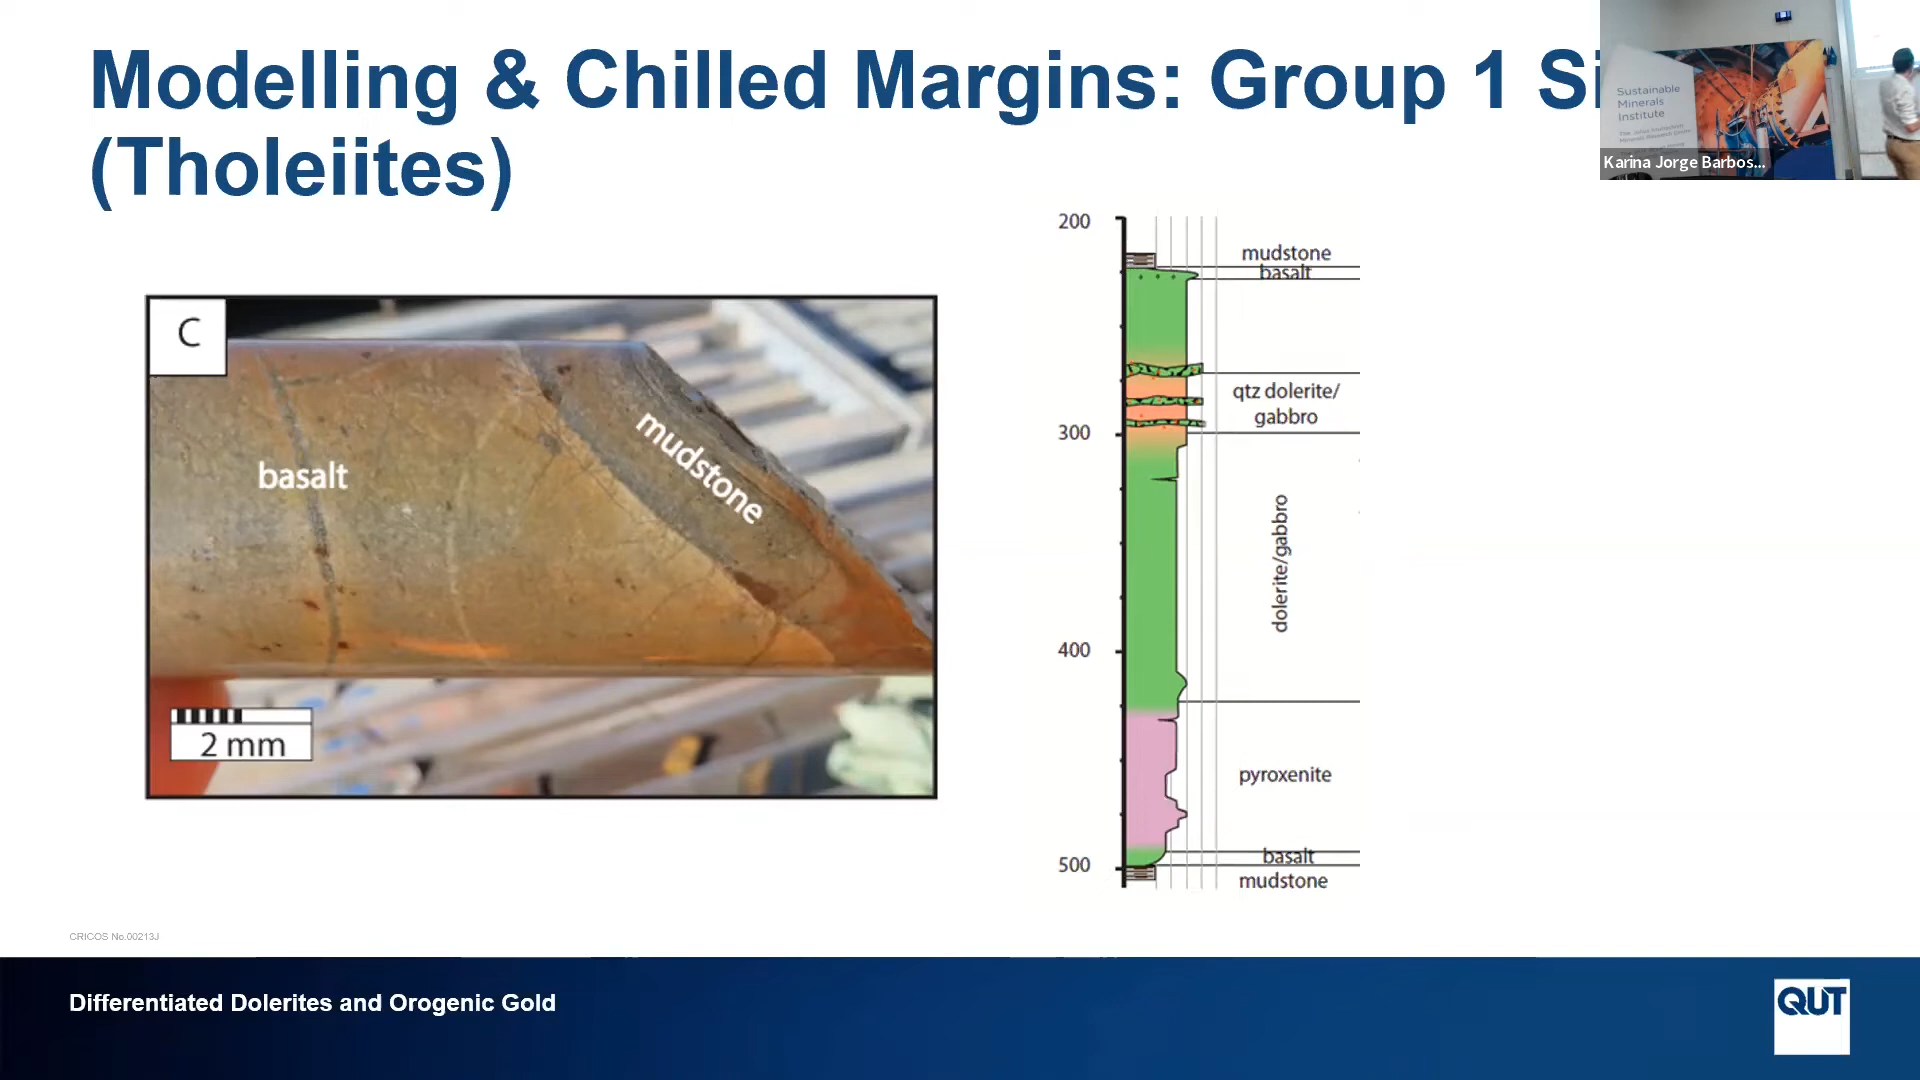 Modelling & Chilled Margins: Group 1 Si
(Tholeiites)
Sustainable
Minerals
Institute
Karina Jorge Barbos...
C
basalt
mudstone
2 mm
200
300
400
500
mudstone
basalt
qtz dolerite/
gabbro
dolerite/gabbro
pyroxenite
basalt
mudstone
CRICOS No.00213J
Differentiated Dolerites and Orogenic Gold
QUT